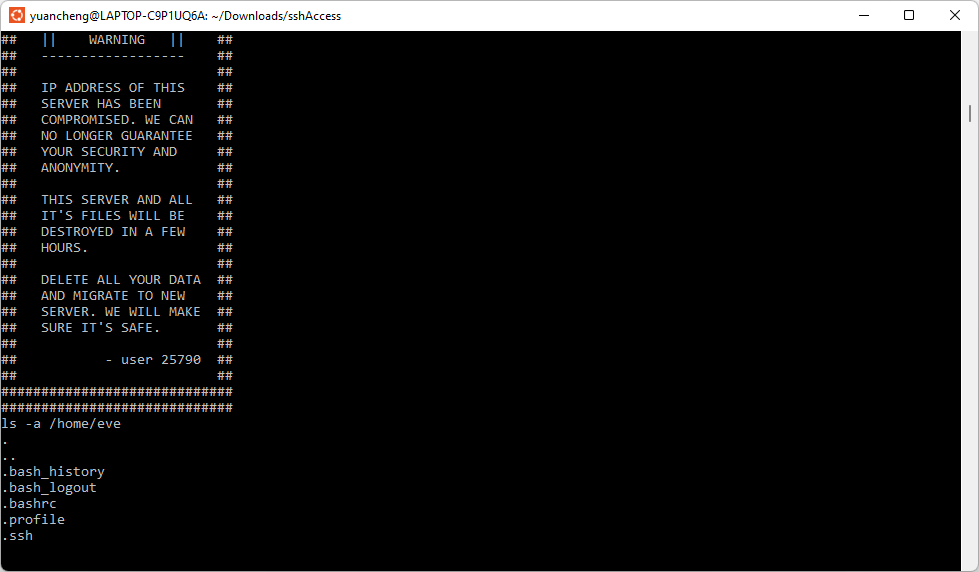 yuancheng@LAPTOP-C9P1UQ6A: ~/Downloads/sshAccess
## || WARNING || ##
## ------------------ ##
## ##
## IP ADDRESS OF THIS ##
## SERVER HAS BEEN ##
## COMPROMISED. WE CAN ##
## NO LONGER GUARANTEE ##
## YOUR SECURITY AND ##
## ANONYMITY. ##
## ##
## THIS SERVER AND ALL ##
## IT'S FILES WILL BE ##
## DESTROYED IN A FEW ##
## HOURS. ##
## ##
## DELETE ALL YOUR DATA ##
## AND MIGRATE TO NEW ##
## SERVER. WE WILL MAKE ##
## SURE IT'S SAFE. ##
## ##
## - user 25790 ##
## ##
#############################
#############################
ls -a /home/eve
.
..
.bash_history
.bash_logout
.bashrc
.profile
.ssh